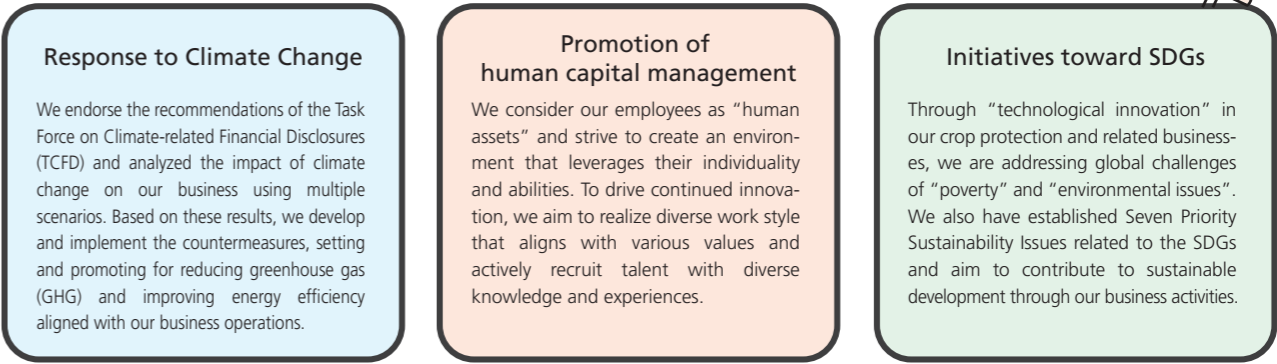 Response to Climate Change
We endorse the recommendations of the Task
Force on Climate-related Financial Disclosures
(TCFD) and analyzed the impact of climate
change on our business using multiple
scenarios. Based on these results, we develop
and implement the countermeasures, setting
and promoting for reducing greenhouse gas
(GHG) and improving energy efficiency
aligned with our business operations.
Promotion of
human capital management
We consider our employees as “human
assets” and strive to create an environ-
ment that leverages their individuality
and abilities. To drive continued innova-
tion, we aim to realize diverse work style
that aligns with various values and
actively recruit talent with diverse
knowledge and experiences.
Initiatives toward SDGs
Through “technological innovation” in
our crop protection and related business-
es, we are addressing global challenges
of “poverty” and “environmental issues”.
We also have established Seven Priority
Sustainability Issues related to the SDGs
and aim to contribute to sustainable
development through our business activities.